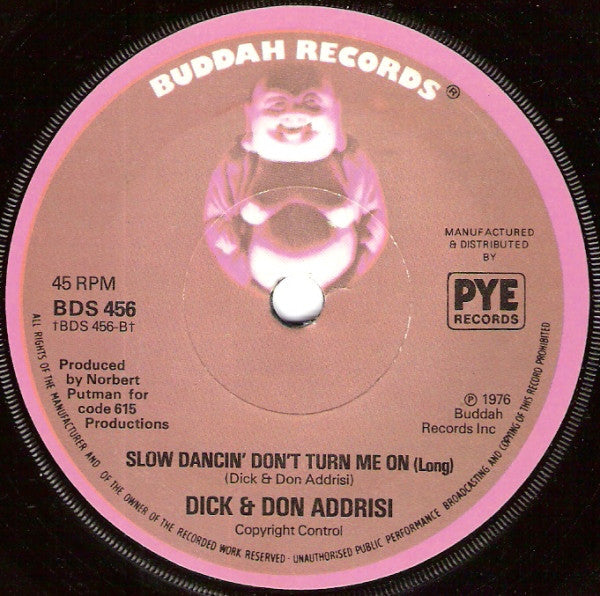 BUDDAH RECORDS®
MANUFACTURED
& DISTRIBUTED
BY
PYE
RECORDS
45 RPM
BDS 456
†BDS 456-B†
Produced
by Norbert
Putman for
code 615
Productions
℗ 1976
Buddah
Records Inc
SLOW DANCIN' DON'T TURN ME ON (Long)
(Dick & Don Addrisi)
DICK & DON ADDRISI
Copyright Control
ALL RIGHTS OF THE MANUFACTURER AND OF THE OWNER OF THE RECORDED WORK RESERVED - UNAUTHORISED PUBLIC PERFORMANCE BROADCASTING AND COPYING OF THIS RECORD PROHIBITED